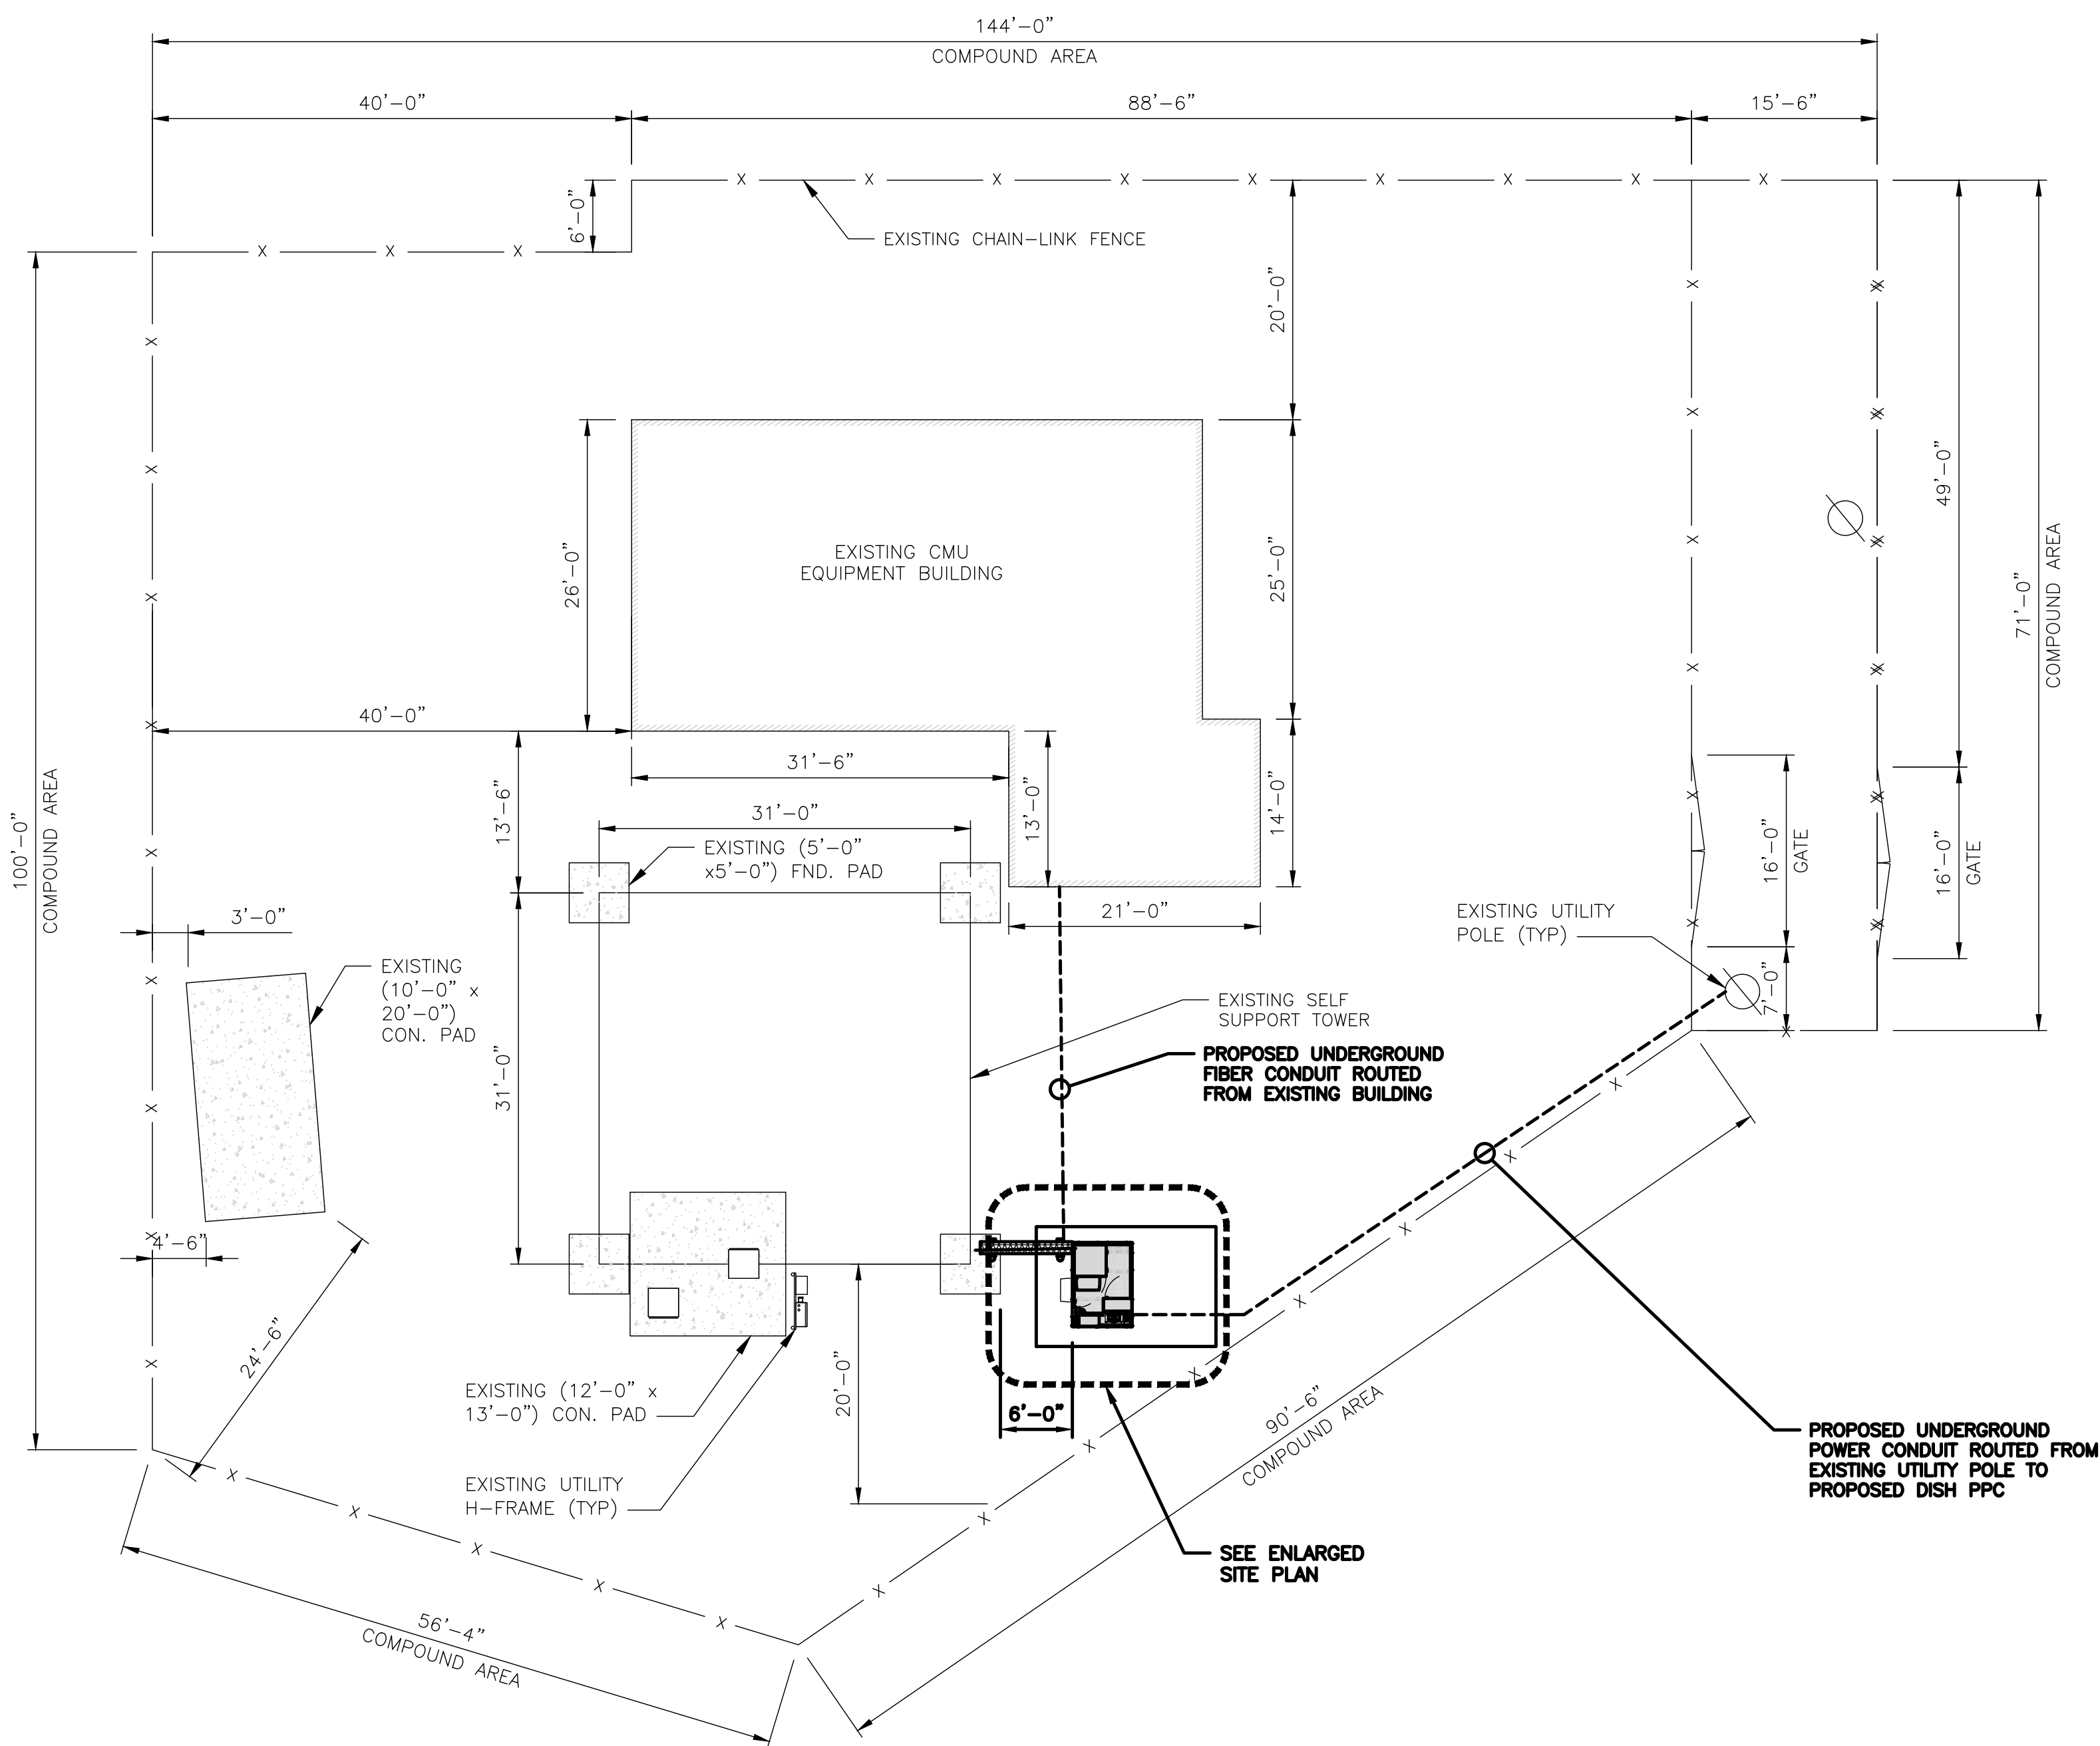 144'-0"
COMPOUND AREA
40'-0"
88'-6"
15'-6"
6'-0"
EXISTING CHAIN-LINK FENCE
20'-0"
49'-0"
71'-0"
COMPOUND AREA
EXISTING CMU
EQUIPMENT BUILDING
26'-0"
25'-0"
40'-0"
31'-6"
13'-6"
13'-0"
14'-0"
16'-0"
GATE
16'-0"
GATE
100'-0"
COMPOUND AREA
31'-0"
EXISTING (5'-0"
x5'-0") FND. PAD
21'-0"
EXISTING UTILITY
POLE (TYP)
7'-0"
3'-0"
EXISTING
(10'-0" x
20'-0")
CON. PAD
31'-0"
EXISTING SELF
SUPPORT TOWER
PROPOSED UNDERGROUND
FIBER CONDUIT ROUTED
FROM EXISTING BUILDING
4'-6"
24'-6"
20'-0"
6'-0"
EXISTING (12'-0" x
13'-0") CON. PAD
EXISTING UTILITY
H-FRAME (TYP)
90'-6"
COMPOUND AREA
PROPOSED UNDERGROUND
POWER CONDUIT ROUTED FROM
EXISTING UTILITY POLE TO
PROPOSED DISH PPC
SEE ENLARGED
SITE PLAN
56'-4"
COMPOUND AREA